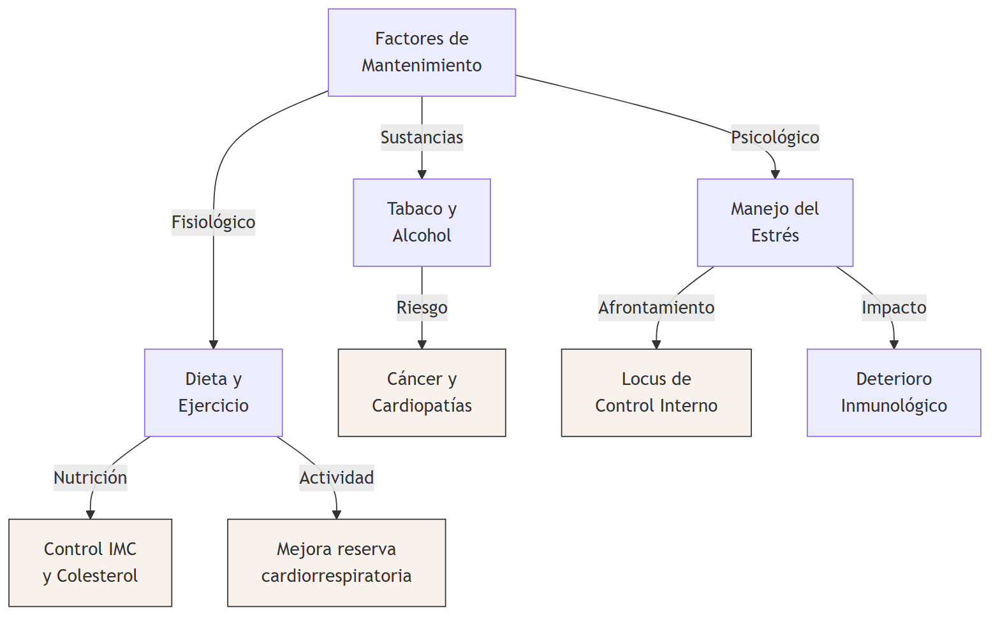 Factores de
Mantenimiento
Sustancias
Psicológico
Fisiológico
Tabaco y
Alcohol
Manejo del
Estrés
Riesgo
Afrontamiento
Impacto
Dieta y
Ejercicio
Cáncer y
Cardiopatías
Locus de
Control Interno
Deterioro
Inmunológico
Nutrición
Actividad
Control IMC
y Colesterol
Mejora reserva
cardiorrespiratoria